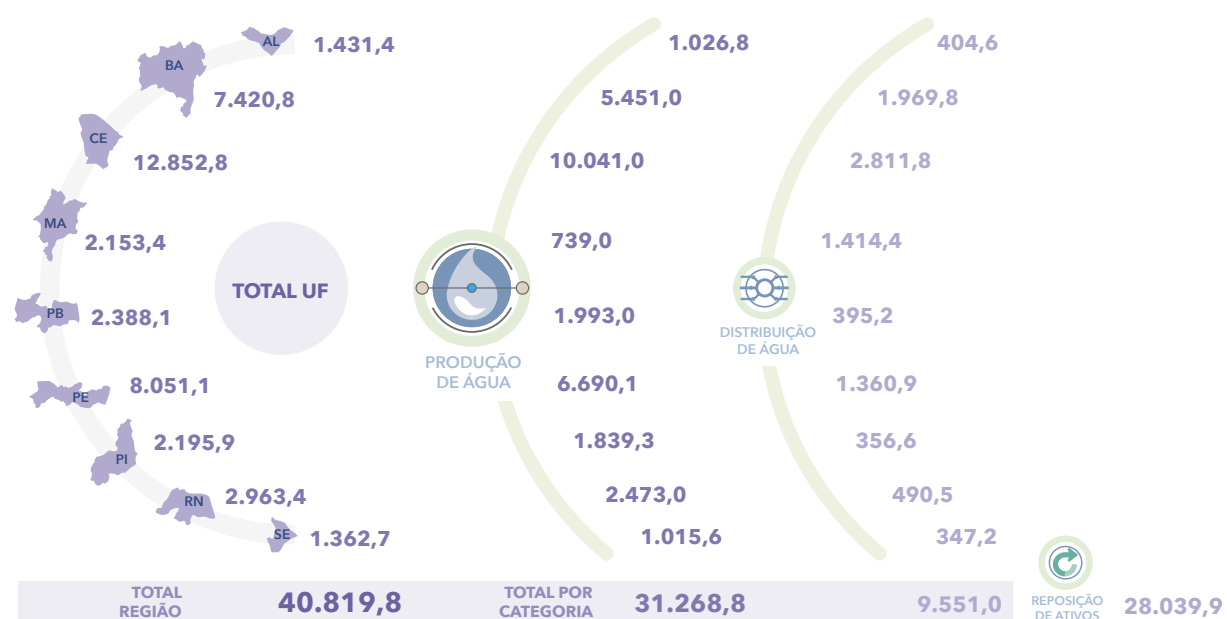 AL 1.431,4 1.026,8 404,6
BA 7.420,8 5.451,0 1.969,8
CE 12.852,8 10.041,0 2.811,8
MA 2.153,4 739,0 1.414,4
TOTAL UF
PB 2.388,1 1.993,0 395,2
PRODUÇÃO
DE ÁGUA
DISTRIBUIÇÃO
DE ÁGUA
PE 8.051,1 6.690,1 1.360,9
PI 2.195,9 1.839,3 356,6
RN 2.963,4 2.473,0 490,5
SE 1.362,7 1.015,6 347,2
TOTAL
REGIÃO
40.819,8
TOTAL POR
CATEGORIA
31.268,8
9.551,0
REPOSIÇÃO
DE ATIVOS
28.039,9